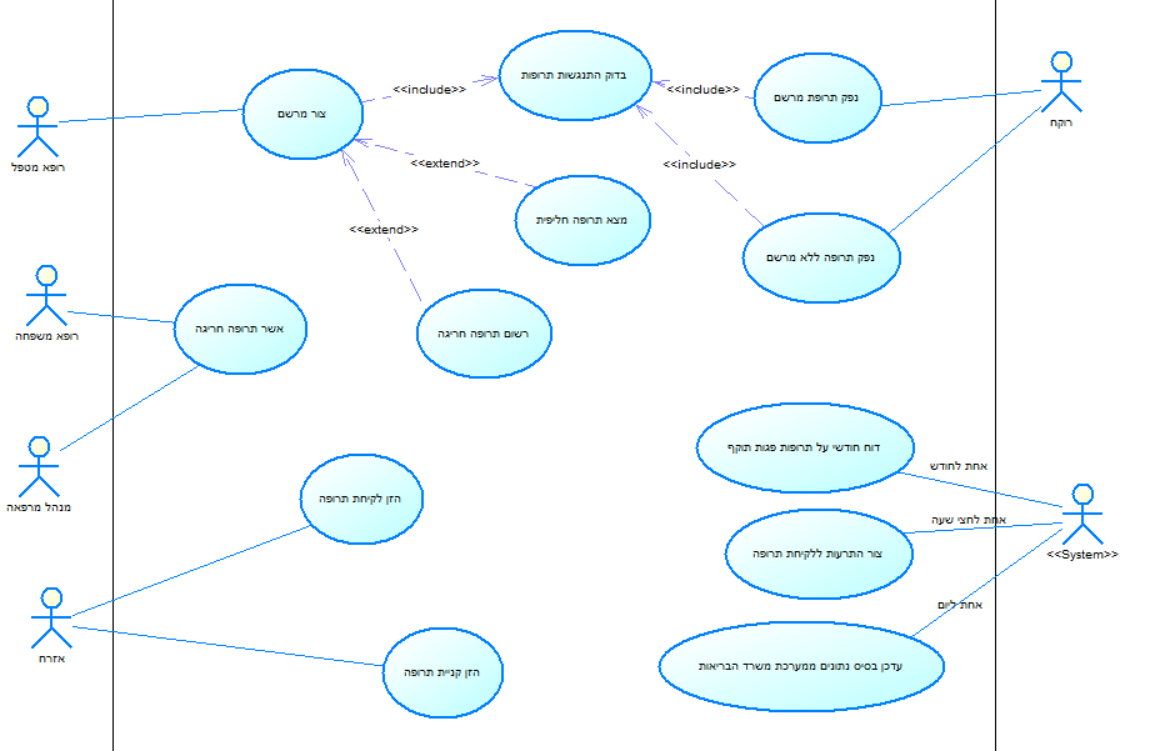 בדוק התנגשות תרופות
<<include>>
<<include>>
נפק תרופת מרשם
צור מרשם
רוקח
רופא מטפל
<<extend>>
<<include>>
מצא תרופה חליפית
<<extend>>
נפק תרופה ללא מרשם
אשר תרופה חריגה
רשום תרופה חריגה
רופא משפחה
דוח חודשי על תרופות פגות תוקף
אחת לחודש
הזן לקיחת תרופה
מנהל מרפאה
אחת לחצי שעה
צור התרעות ללקיחת תרופה
<<System>>
אחת ליום
אזרח
הזן קניית תרופה
עדכן בסיס נתונים ממערכת משרד הבריאות